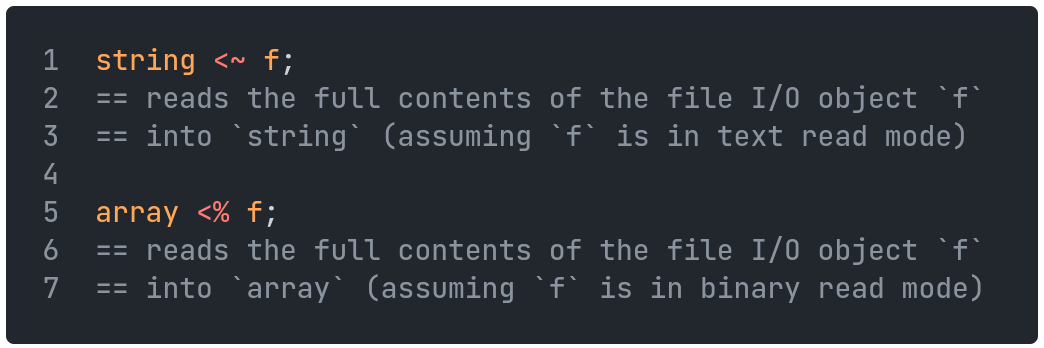 1 string <~ f;
2 == reads the full contents of the file I/O object `f`
3 == into `string` (assuming `f` is in text read mode)
4
5 array <% f;
6 == reads the full contents of the file I/O object `f`
7 == into `array` (assuming `f` is in binary read mode)